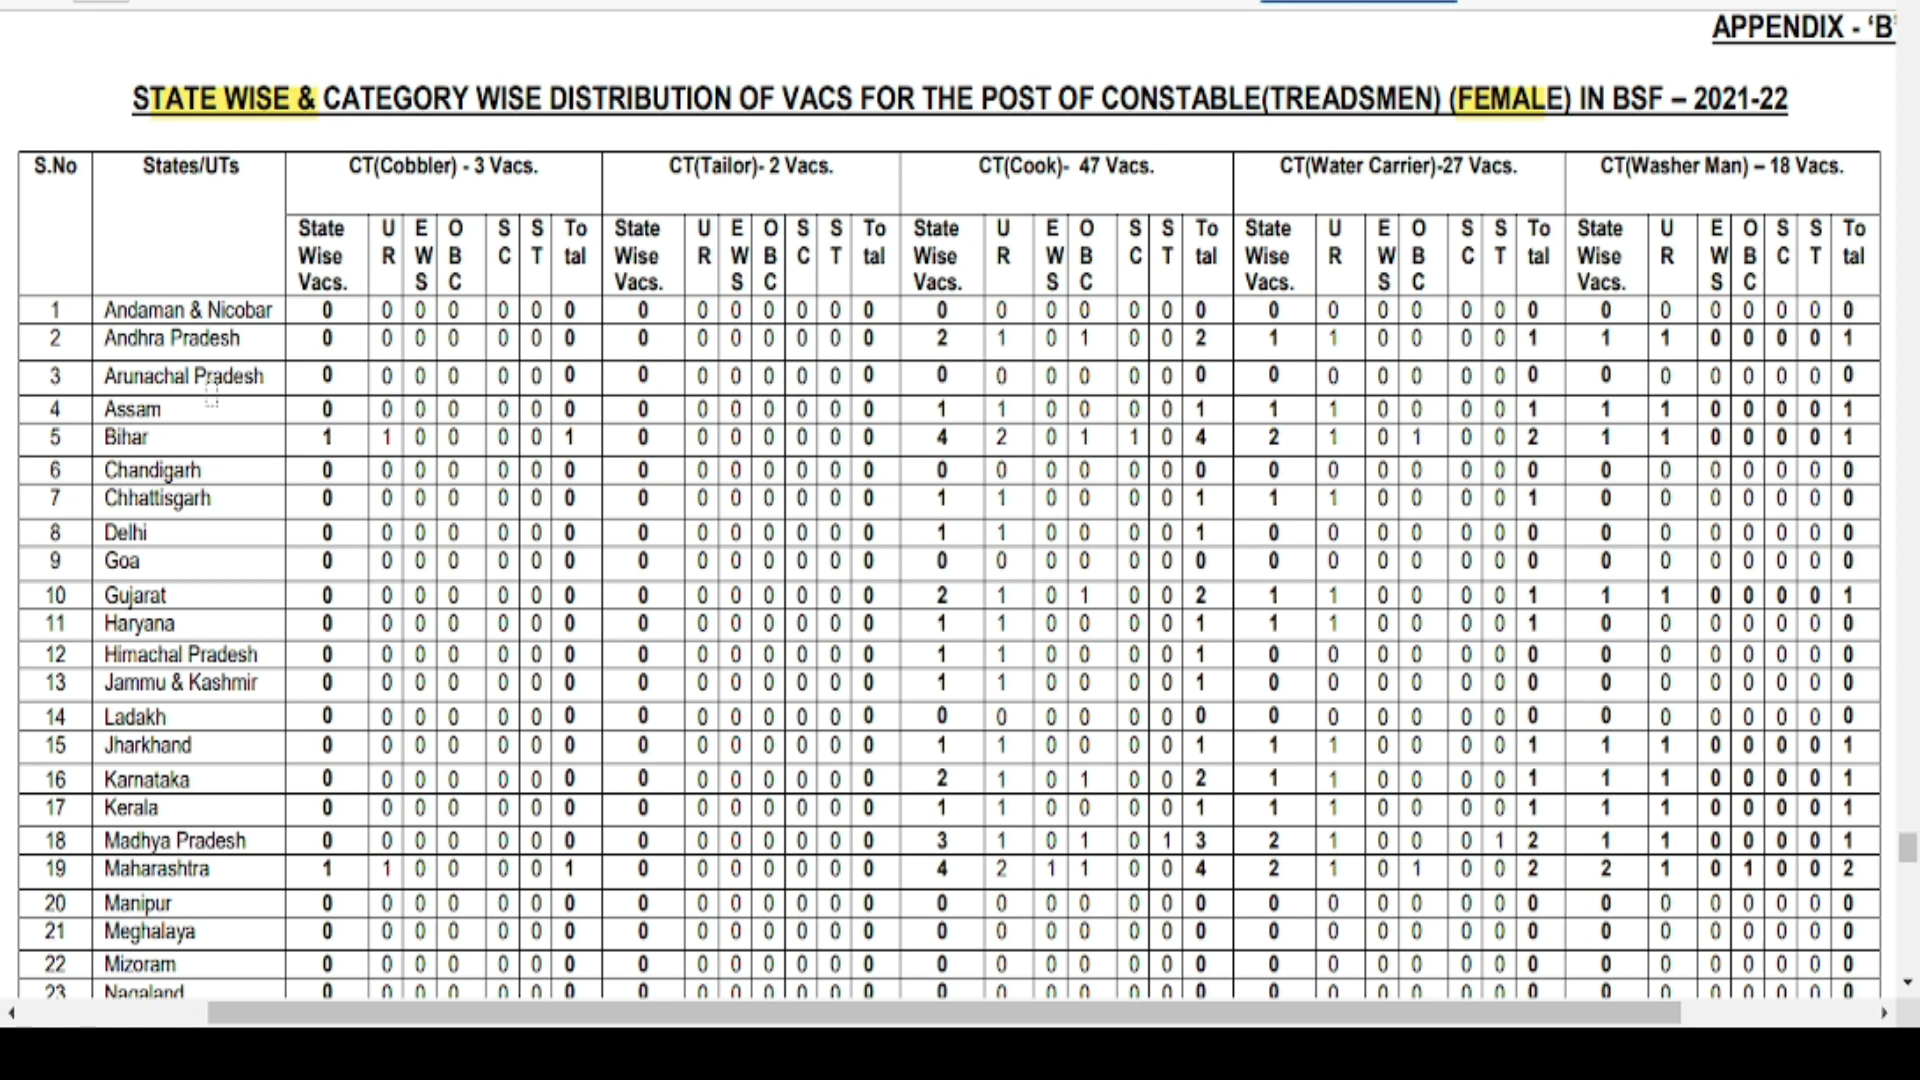 APPENDIX - ‘B’
STATE WISE & CATEGORY WISE DISTRIBUTION OF VACS FOR THE POST OF CONSTABLE(TREADSMEN) (FEMALE) IN BSF – 2021-22
S.No States/UTs CT(Cobbler) - 3 Vacs. CT(Tailor)- 2 Vacs. CT(Cook)- 47 Vacs. CT(Water Carrier)-27 Vacs. CT(Washer Man) – 18 Vacs.
State Wise Vacs. UR EWS OBC SC ST Total State Wise Vacs. UR EWS OBC SC ST Total State Wise Vacs. UR EWS OBC SC ST Total State Wise Vacs. UR EWS OBC SC ST Total State Wise Vacs. UR EWS OBC SC ST Total
1 Andaman & Nicobar 0 0 0 0 0 0 0 0 0 0 0 0 0 0 0 0 0 0 0 0 0 0 0 0 0 0 0 0 0 0 0 0 0 0 0
2 Andhra Pradesh 0 0 0 0 0 0 0 0 0 0 0 0 0 0 2 1 0 1 0 0 2 1 1 0 0 0 0 1 1 1 0 0 0 0 1
3 Arunachal Pradesh 0 0 0 0 0 0 0 0 0 0 0 0 0 0 0 0 0 0 0 0 0 0 0 0 0 0 0 0 0 0 0 0 0 0 0
4 Assam 0 0 0 0 0 0 0 0 0 0 0 0 0 0 1 1 0 0 0 0 1 1 1 0 0 0 0 1 1 1 0 0 0 0 1
5 Bihar 1 1 0 0 0 0 1 0 0 0 0 0 0 0 4 2 0 1 1 0 4 2 1 0 1 0 0 2 1 1 0 0 0 0 1
6 Chandigarh 0 0 0 0 0 0 0 0 0 0 0 0 0 0 0 0 0 0 0 0 0 0 0 0 0 0 0 0 0 0 0 0 0 0 0
7 Chhattisgarh 0 0 0 0 0 0 0 0 0 0 0 0 0 0 1 1 0 0 0 0 1 1 1 0 0 0 0 1 0 0 0 0 0 0 0
8 Delhi 0 0 0 0 0 0 0 0 0 0 0 0 0 0 1 1 0 0 0 0 1 0 0 0 0 0 0 0 0 0 0 0 0 0 0
9 Goa 0 0 0 0 0 0 0 0 0 0 0 0 0 0 0 0 0 0 0 0 0 0 0 0 0 0 0 0 0 0 0 0 0 0 0
10 Gujarat 0 0 0 0 0 0 0 0 0 0 0 0 0 0 2 1 0 1 0 0 2 1 1 0 0 0 0 1 1 1 0 0 0 0 1
11 Haryana 0 0 0 0 0 0 0 0 0 0 0 0 0 0 1 1 0 0 0 0 1 1 1 0 0 0 0 1 0 0 0 0 0 0 0
12 Himachal Pradesh 0 0 0 0 0 0 0 0 0 0 0 0 0 0 1 1 0 0 0 0 1 0 0 0 0 0 0 0 0 0 0 0 0 0 0
13 Jammu & Kashmir 0 0 0 0 0 0 0 0 0 0 0 0 0 0 1 1 0 0 0 0 1 0 0 0 0 0 0 0 0 0 0 0 0 0 0
14 Ladakh 0 0 0 0 0 0 0 0 0 0 0 0 0 0 0 0 0 0 0 0 0 0 0 0 0 0 0 0 0 0 0 0 0 0 0
15 Jharkhand 0 0 0 0 0 0 0 0 0 0 0 0 0 0 1 1 0 0 0 0 1 1 1 0 0 0 0 1 1 1 0 0 0 0 1
16 Karnataka 0 0 0 0 0 0 0 0 0 0 0 0 0 0 2 1 0 1 0 0 2 1 1 0 0 0 0 1 1 1 0 0 0 0 1
17 Kerala 0 0 0 0 0 0 0 0 0 0 0 0 0 0 1 1 0 0 0 0 1 1 1 0 0 0 0 1 1 1 0 0 0 0 1
18 Madhya Pradesh 0 0 0 0 0 0 0 0 0 0 0 0 0 0 3 1 0 1 0 1 3 2 1 0 0 0 1 2 1 1 0 0 0 0 1
19 Maharashtra 1 1 0 0 0 0 1 0 0 0 0 0 0 0 4 2 1 1 0 0 4 2 1 0 1 0 0 2 2 1 0 1 0 0 2
20 Manipur 0 0 0 0 0 0 0 0 0 0 0 0 0 0 0 0 0 0 0 0 0 0 0 0 0 0 0 0 0 0 0 0 0 0 0
21 Meghalaya 0 0 0 0 0 0 0 0 0 0 0 0 0 0 0 0 0 0 0 0 0 0 0 0 0 0 0 0 0 0 0 0 0 0 0
22 Mizoram 0 0 0 0 0 0 0 0 0 0 0 0 0 0 0 0 0 0 0 0 0 0 0 0 0 0 0 0 0 0 0 0 0 0 0
23 Nagaland 0 0 0 0 0 0 0 0 0 0 0 0 0 0 0 0 0 0 0 0 0 0 0 0 0 0 0 0 0 0 0 0 0 0 0